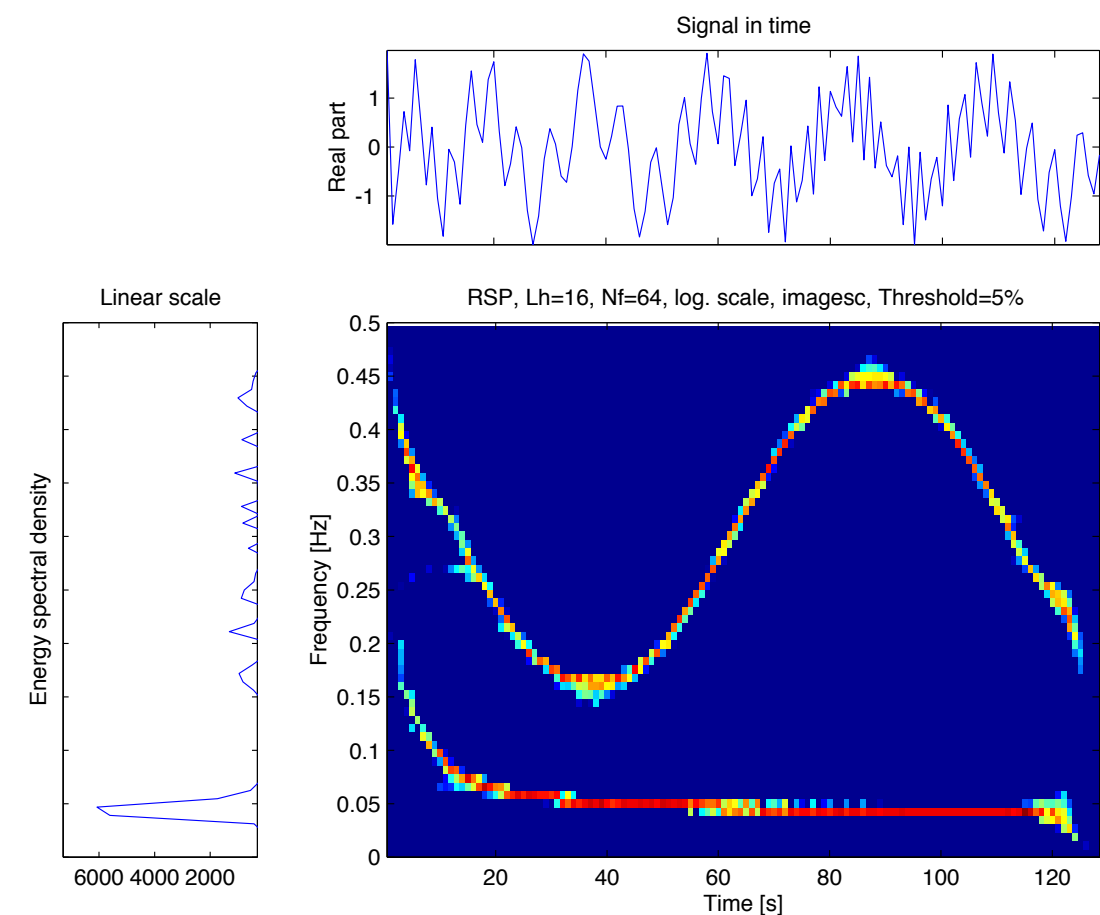 Signal in time
Real part
1
0
-1
Linear scale
RSP, Lh=16, Nf=64, log. scale, imagesc, Threshold=5%
Energy spectral density
6000 4000 2000
Frequency [Hz]
0.5
0.45
0.4
0.35
0.3
0.25
0.2
0.15
0.1
0.05
0
20 40 60 80 100 120
Time [s]